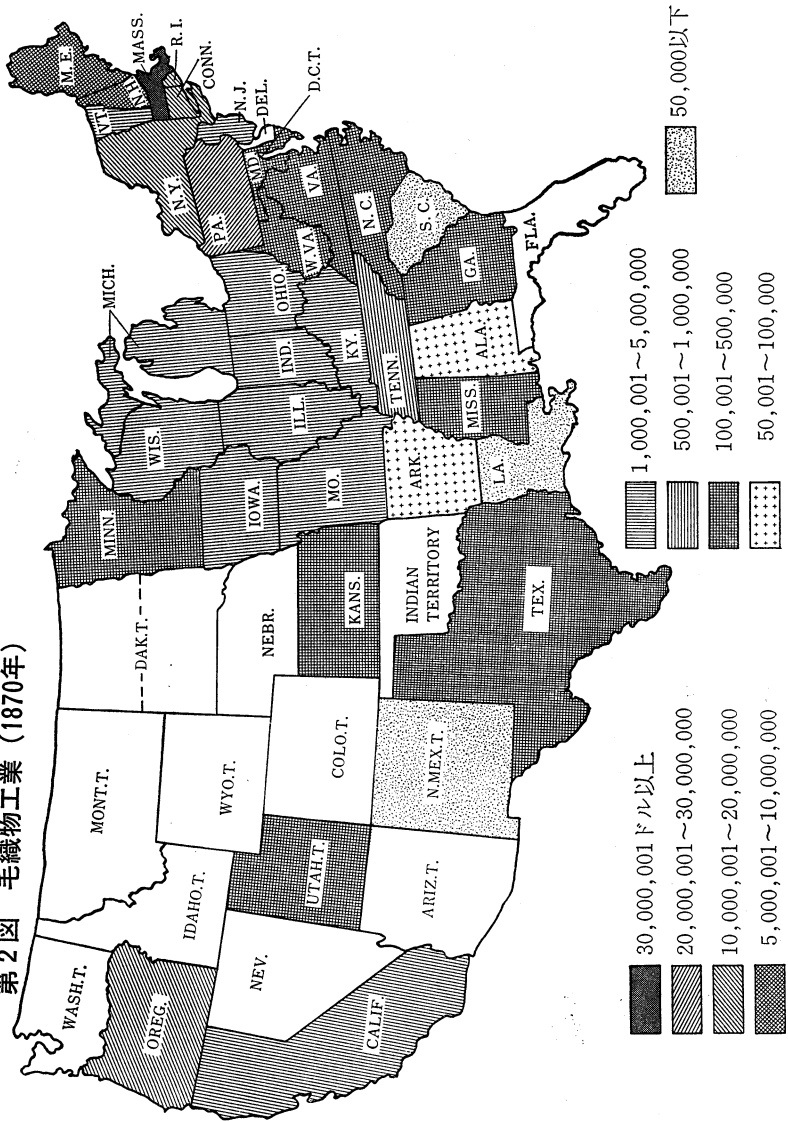 第2図 毛織物工業(1870年)
WASH.T.
OREG.
CALIF.
NEV.
IDAHO.T.
MONT.T.
WYO.T.
UTAH.T.
ARIZ.T.
COLO.T.
N.MEX.T.
DAK.T.
NEBR.
KANS.
INDIAN
TERRITORY
TEX.
MINN.
IOWA.
MO.
ARK.
LA.
WIS.
ILL.
MICH.
IND.
OHIO.
KY.
TENN.
MISS.
ALA.
GA.
FLA.
S.C.
N.C.
VA.
W.VA.
MD.
D.C.T.
DEL.
N.J.
PA.
N.Y.
CONN.
R.I.
MASS.
VT.
N.H.
M.E.
30,000,001ドル以上
20,000,001~30,000,000
10,000,001~20,000,000
5,000,001~10,000,000
1,000,001~5,000,000
500,001~1,000,000
100,001~500,000
50,001~100,000
50,000以下